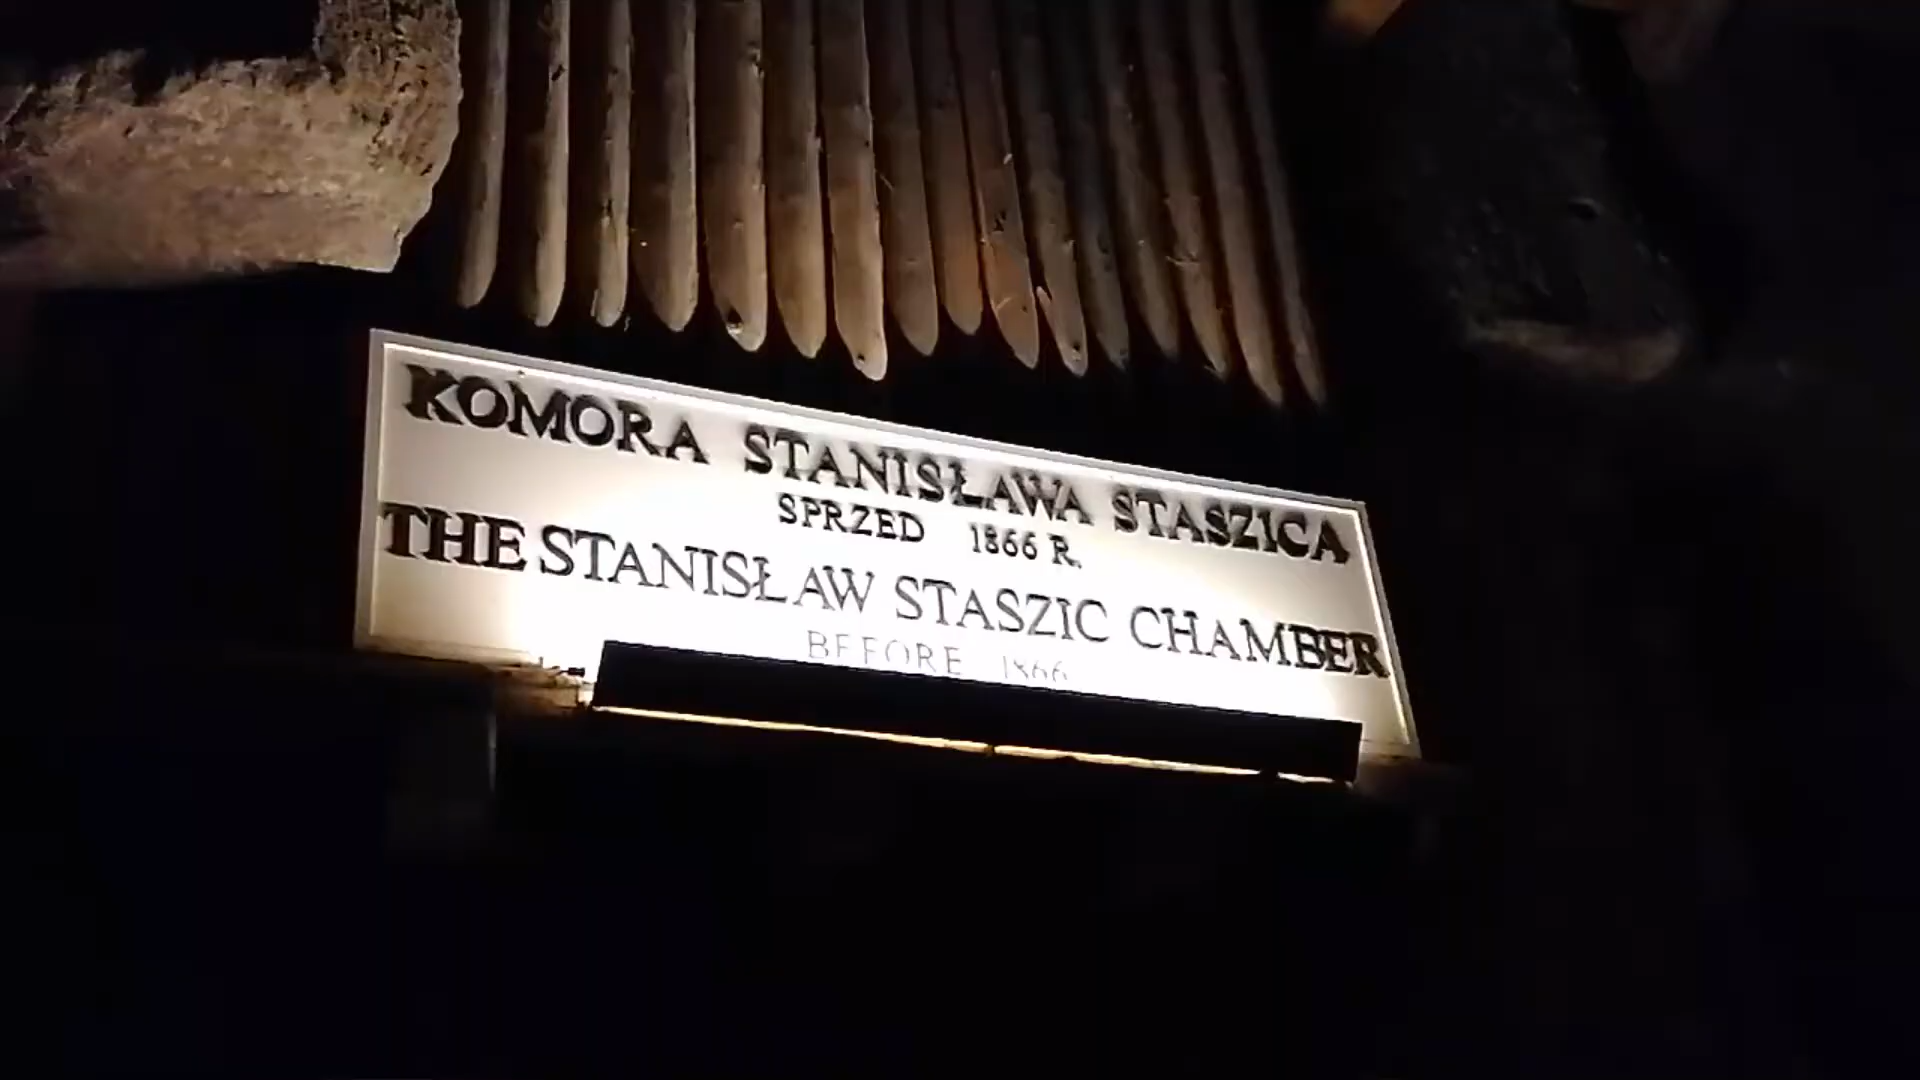 KOMORA STANISŁAWA STASZICA
SPRZED 1866 R.
THE STANISŁAW STASZIC CHAMBER
BEFORE 1866